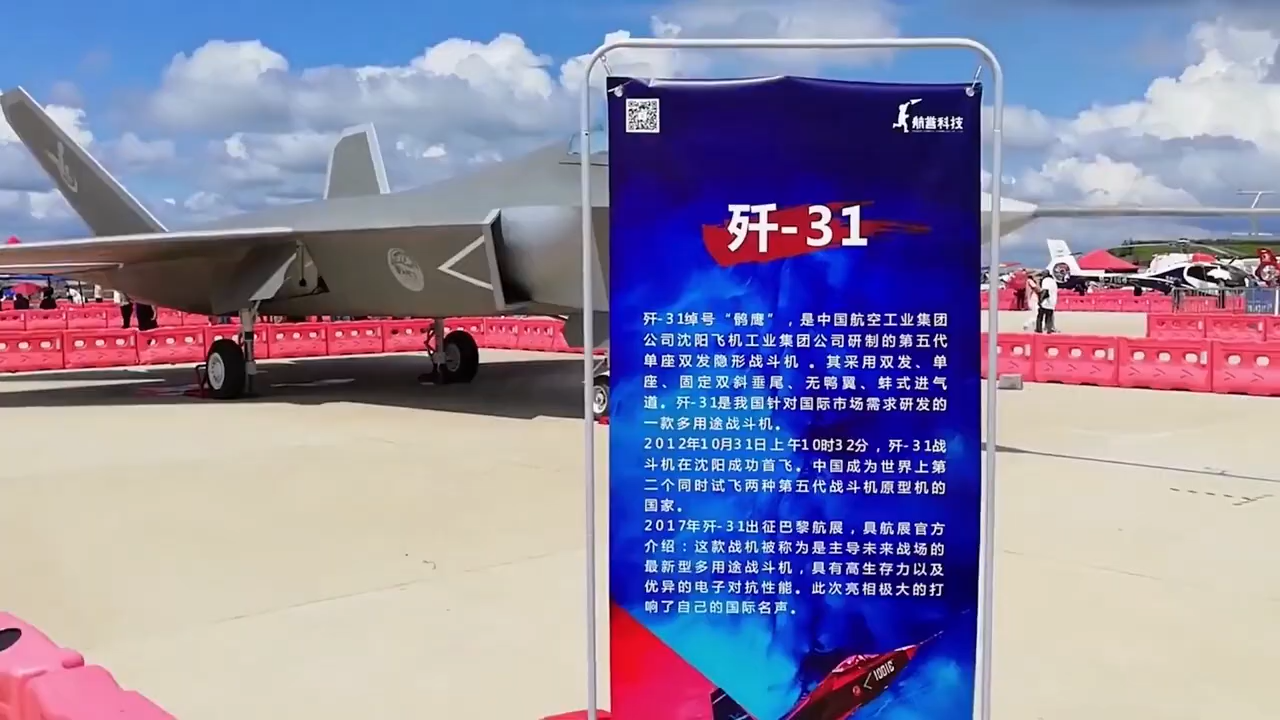 航誉科技
歼-31
歼-31绰号“鹘鹰”，是中国航空工业集团
公司沈阳飞机工业集团公司研制的第五代
单座双发隐形战斗机 。其采用双发、单
座、固定双斜垂尾、无鸭翼、蚌式进气
道。歼-31是我国针对国际市场需求研发的
一款多用途战斗机。
2012年10月31日上午10时32分，歼-31战
斗机在沈阳成功首飞。中国成为世界上第
二个同时试飞两种第五代战斗机原型机的
国家。
2017年歼-31出征巴黎航展，具航展官方
介绍：这款战机被称为是主导未来战场的
最新型多用途战斗机，具有高生存力以及
优异的电子对抗性能。此次亮相极大的打
响了自己的国际名声。
31001